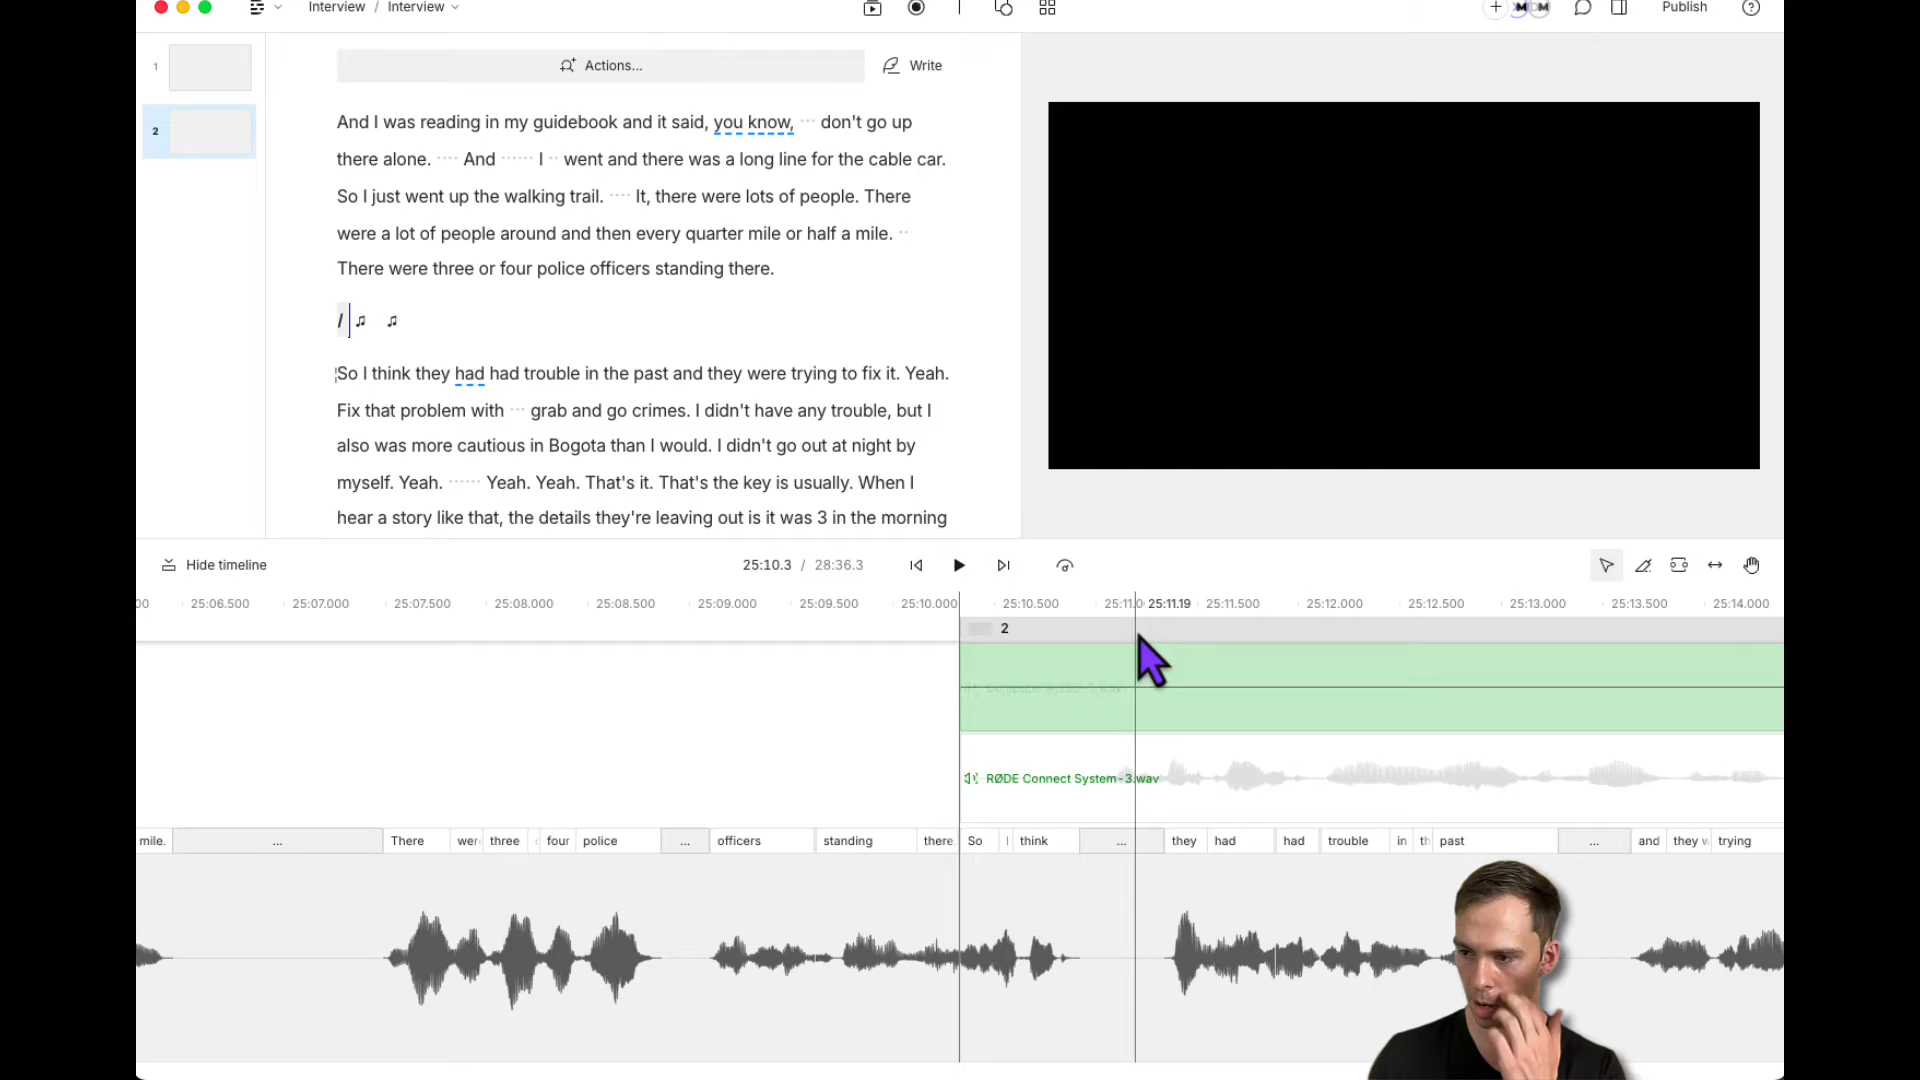 Interview / Interview
Publish
1
Actions...
Write
2
And I was reading in my guidebook and it said, you know, don't go up
there alone. And I went and there was a long line for the cable car.
So I just went up the walking trail. It, there were lots of people. There
were a lot of people around and then every quarter mile or half a mile.
There were three or four police officers standing there.
/ ♫ ♫
So I think they had had trouble in the past and they were trying to fix it. Yeah.
Fix that problem with grab and go crimes. I didn't have any trouble, but I
also was more cautious in Bogota than I would. I didn't go out at night by
myself. Yeah. Yeah. Yeah. That's it. That's the key is usually. When I
hear a story like that, the details they're leaving out is it was 3 in the morning
Hide timeline
25:10.3 / 28:36.3
00 25:06.500 25:07.000 25:07.500 25:08.000 25:08.500 25:09.000 25:09.500 25:10.000 25:10.500 25:11.0 25:11.19 25:11.500 25:12.000 25:12.500 25:13.000 25:13.500 25:14.000
2
RØDE Connect System-3.wav
mile. ... There were three four police ... officers standing there So I think ... they had had trouble in th past ... and they w trying